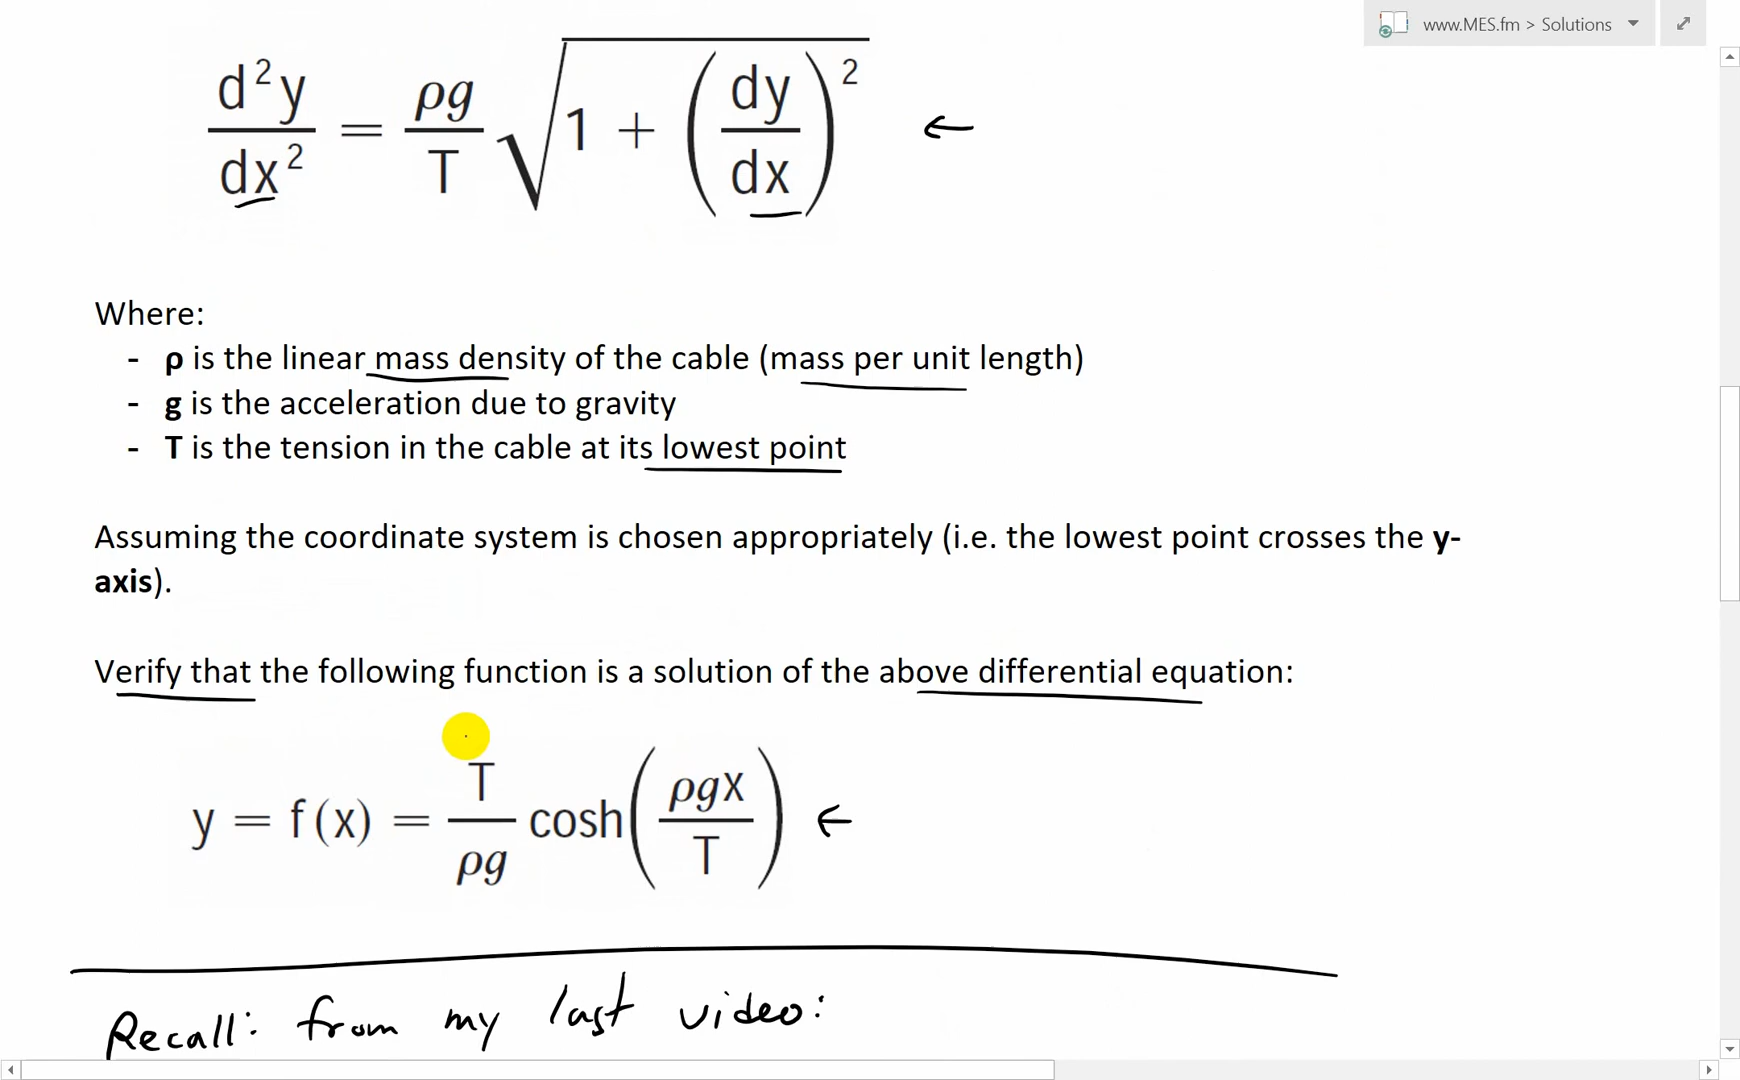 www.MES.fm > Solutions
d²y/dx² = ρg/T √(1 + (dy/dx)²) ←
Where:
- ρ is the linear mass density of the cable (mass per unit length)
- g is the acceleration due to gravity
- T is the tension in the cable at its lowest point
Assuming the coordinate system is chosen appropriately (i.e. the lowest point crosses the y-
axis).
Verify that the following function is a solution of the above differential equation:
y = f(x) = T/ρg cosh(ρgx/T) ←
Recall: from my last video: